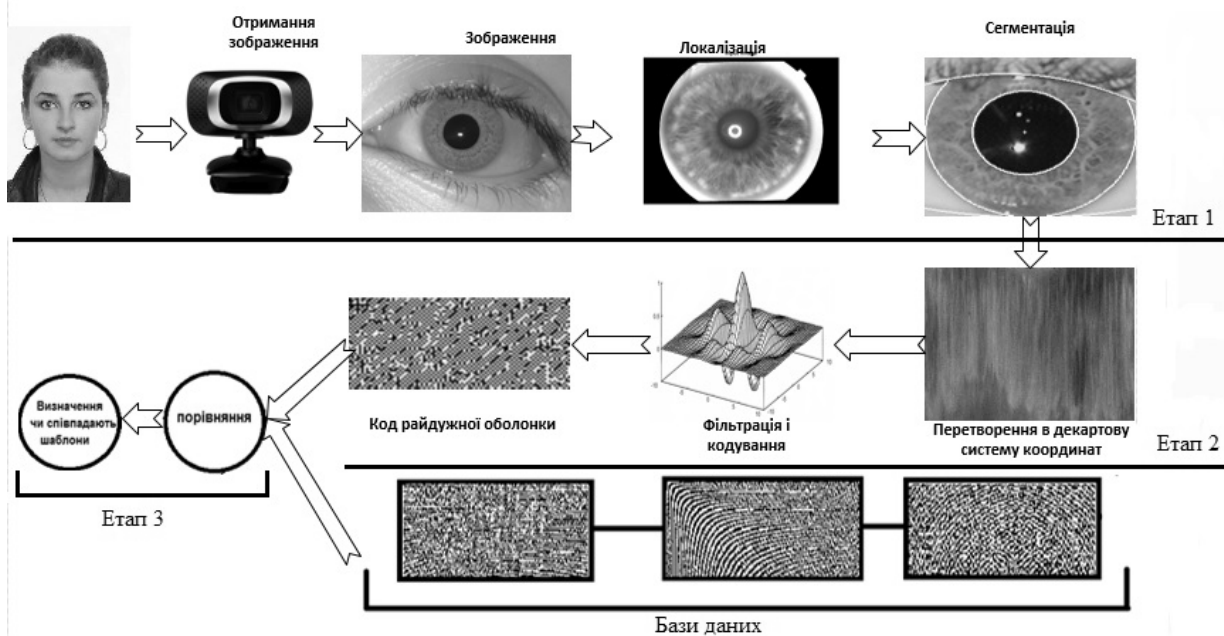 Отримання
зображення
Зображення
Локалізація
Сегментація
Етап 1
Визначення
чи співпадають
шаблони
порівняння
Код райдужної оболонки
Фільтрація і
кодування
Перетворення в декартову
систему координат
Етап 2
Етап 3
Бази даних